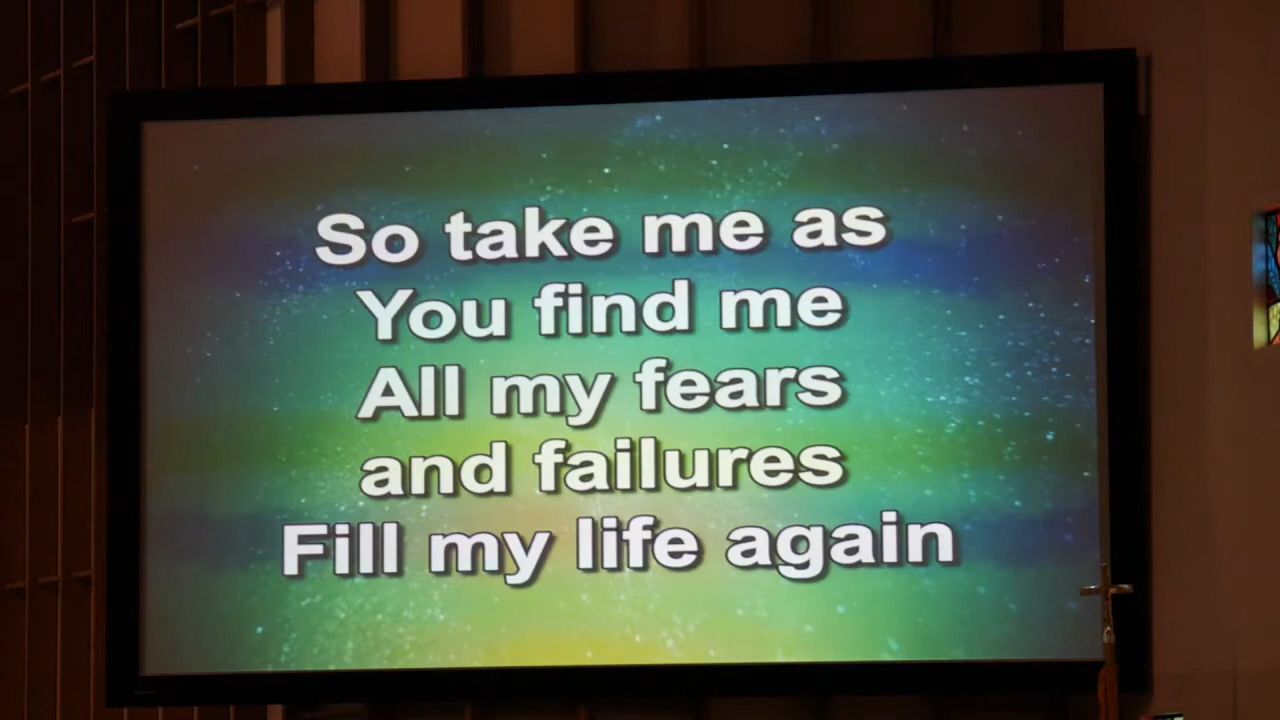 So take me as
You find me
All my fears
and failures
Fill my life again